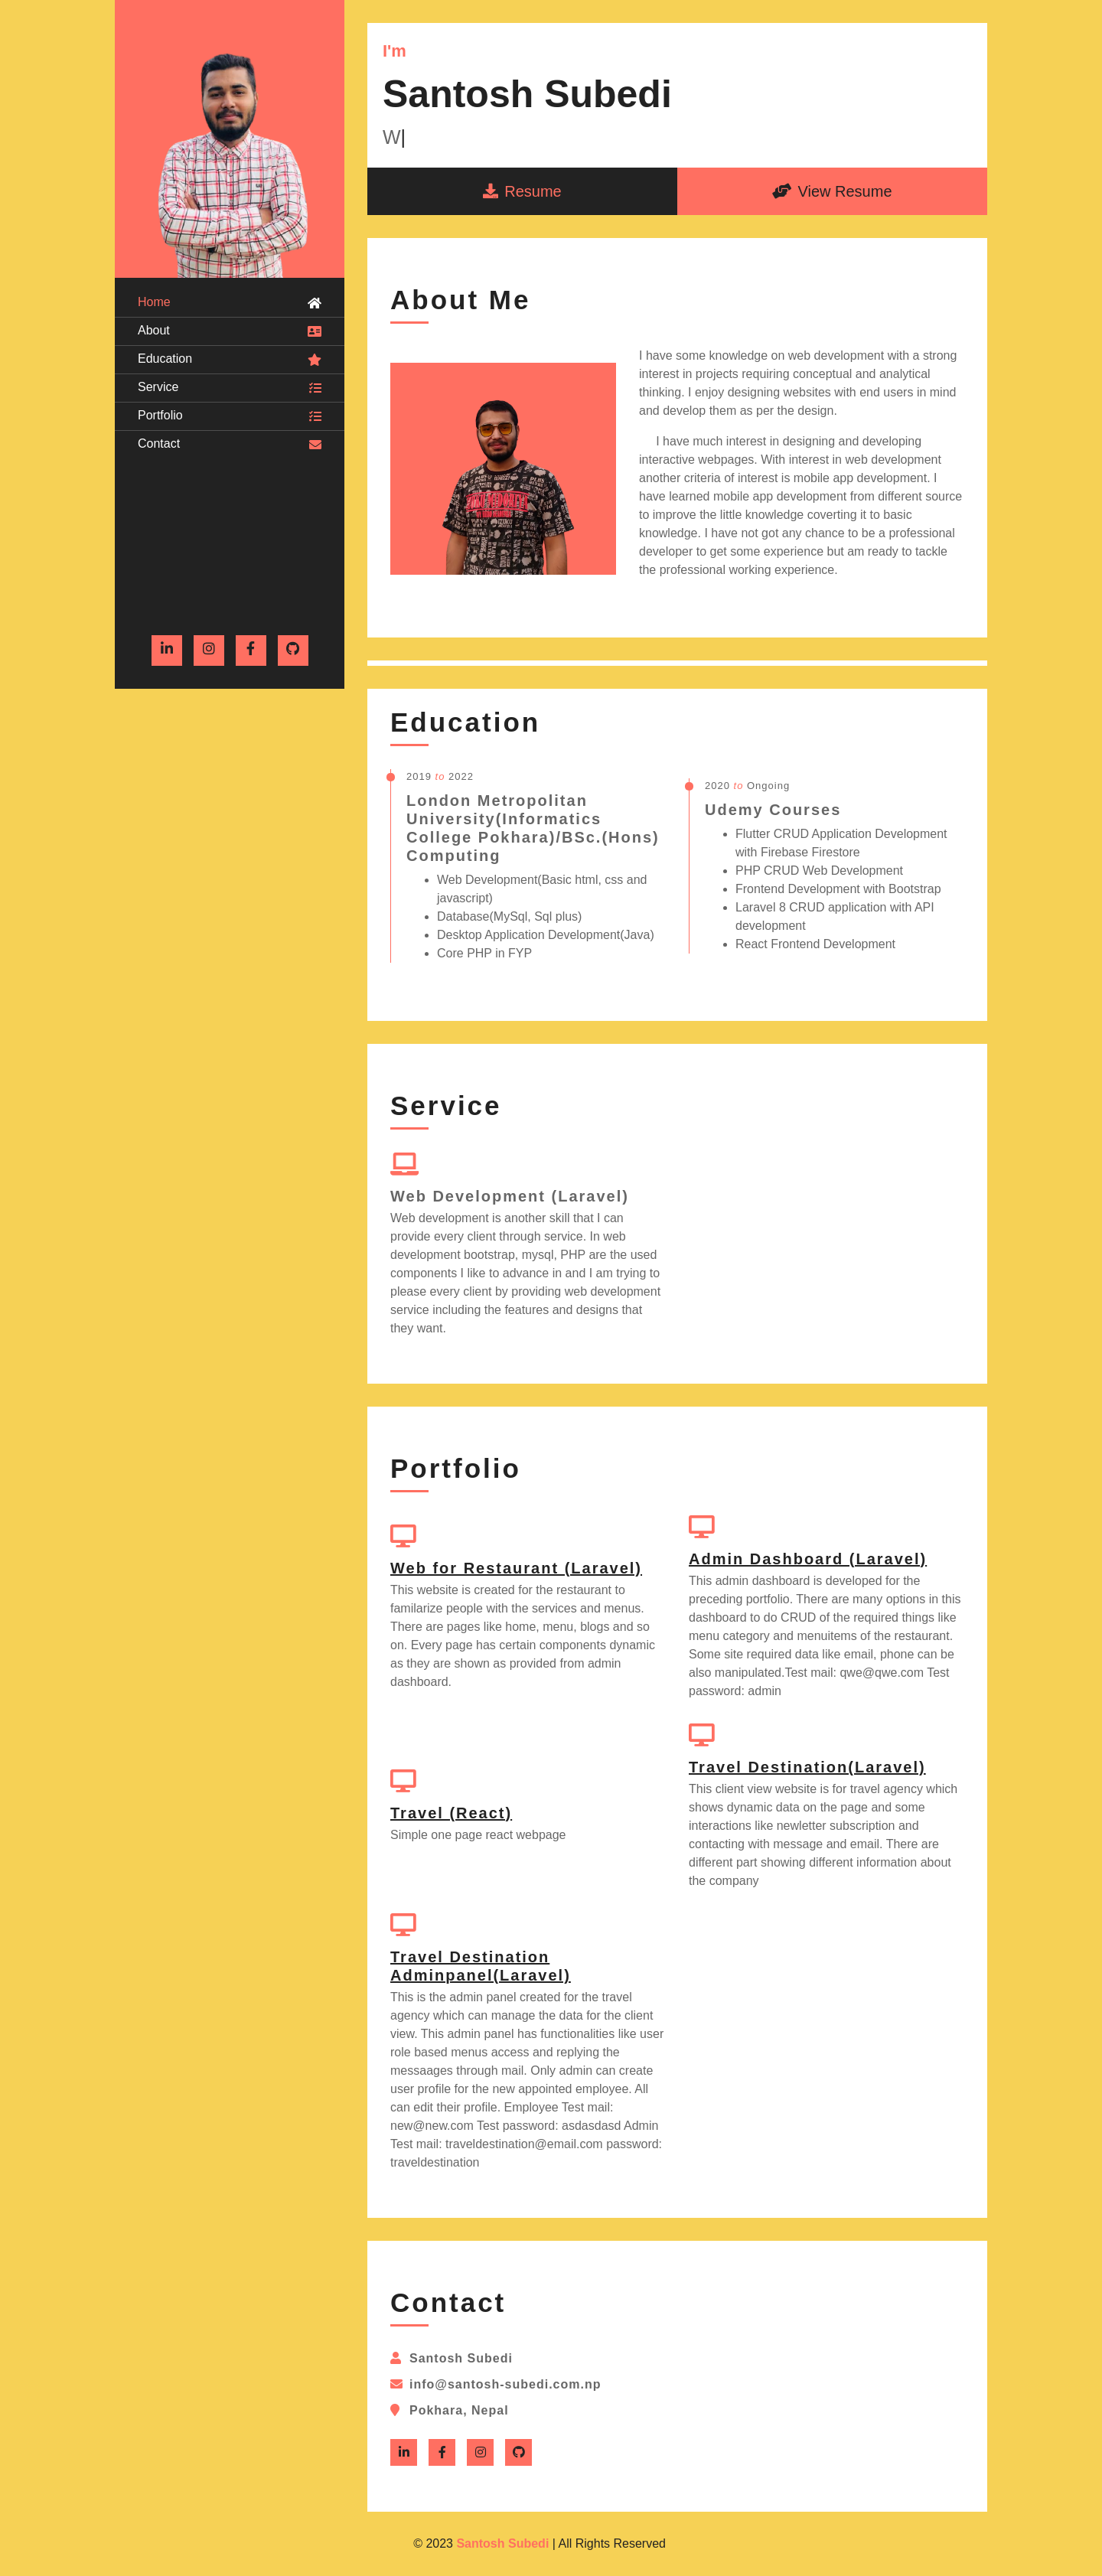 I'm
Santosh Subedi
W|
Resume
View Resume
Home
About
Education
Service
Portfolio
Contact
About Me
I have some knowledge on web development with a strong
interest in projects requiring conceptual and analytical
thinking. I enjoy designing websites with end users in mind
and develop them as per the design.
I have much interest in designing and developing
interactive webpages. With interest in web development
another criteria of interest is mobile app development. I
have learned mobile app development from different source
to improve the little knowledge coverting it to basic
knowledge. I have not got any chance to be a professional
developer to get some experience but am ready to tackle
the professional working experience.
Education
2019 to 2022
London Metropolitan
University(Informatics
College Pokhara)/BSc.(Hons)
Computing
Web Development(Basic html, css and
javascript)
Database(MySql, Sql plus)
Desktop Application Development(Java)
Core PHP in FYP
2020 to Ongoing
Udemy Courses
Flutter CRUD Application Development
with Firebase Firestore
PHP CRUD Web Development
Frontend Development with Bootstrap
Laravel 8 CRUD application with API
development
React Frontend Development
Service
Web Development (Laravel)
Web development is another skill that I can
provide every client through service. In web
development bootstrap, mysql, PHP are the used
components I like to advance in and I am trying to
please every client by providing web development
service including the features and designs that
they want.
Portfolio
Web for Restaurant (Laravel)
This website is created for the restaurant to
familarize people with the services and menus.
There are pages like home, menu, blogs and so
on. Every page has certain components dynamic
as they are shown as provided from admin
dashboard.
Admin Dashboard (Laravel)
This admin dashboard is developed for the
preceding portfolio. There are many options in this
dashboard to do CRUD of the required things like
menu category and menuitems of the restaurant.
Some site required data like email, phone can be
also manipulated.Test mail: qwe@qwe.com Test
password: admin
Travel (React)
Simple one page react webpage
Travel Destination(Laravel)
This client view website is for travel agency which
shows dynamic data on the page and some
interactions like newletter subscription and
contacting with message and email. There are
different part showing different information about
the company
Travel Destination
Adminpanel(Laravel)
This is the admin panel created for the travel
agency which can manage the data for the client
view. This admin panel has functionalities like user
role based menus access and replying the
messaages through mail. Only admin can create
user profile for the new appointed employee. All
can edit their profile. Employee Test mail:
new@new.com Test password: asdasdasd Admin
Test mail: traveldestination@email.com password:
traveldestination
Contact
Santosh Subedi
info@santosh-subedi.com.np
Pokhara, Nepal
© 2023 Santosh Subedi | All Rights Reserved